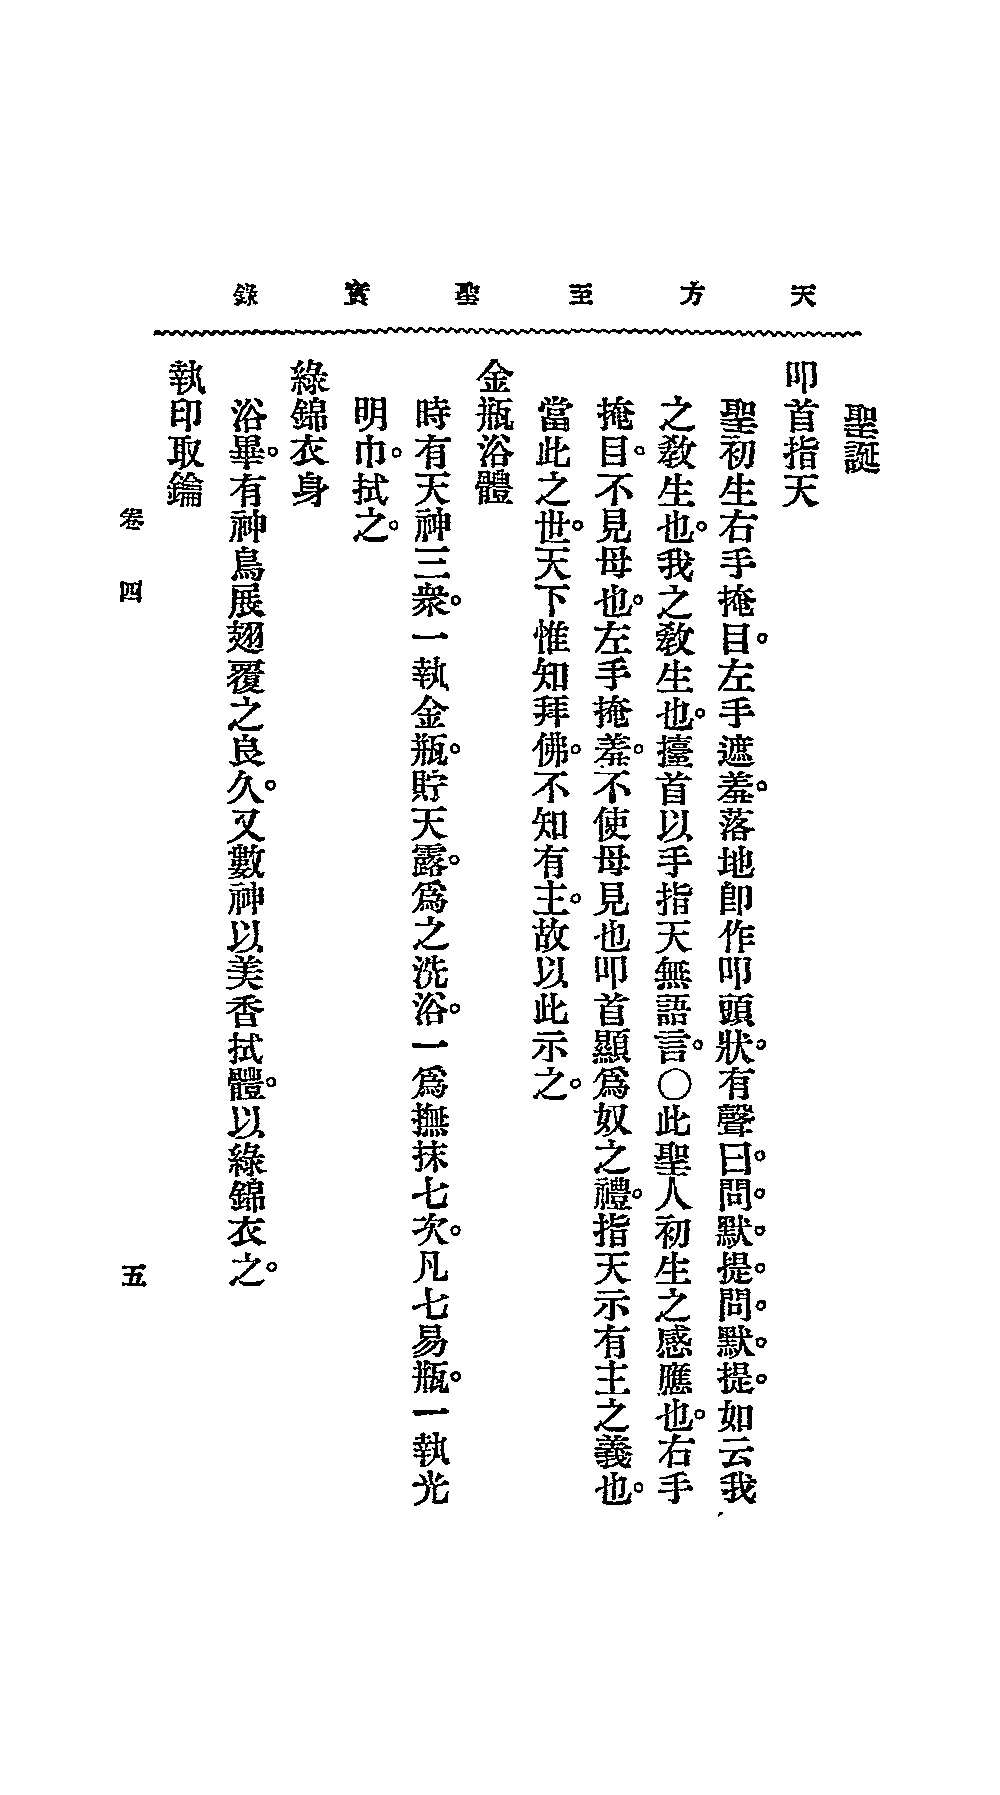 天方至聖實錄
聖誕
叩首指天
聖初生右手掩目。左手遮羞。落地卽作叩頭狀。有聲曰。問。默。提。問。默。提。如云我
之敎生也。我之敎生也。擡首以手指天無語言。〇此聖人初生之感應也。右手
掩目。不見母也。左手掩羞。不使母見也叩首顯爲奴之禮。指天示有主之義也。
當此之世。天下惟知拜佛。不知有主。故以此示之。
金瓶浴體
時有天神三衆。一執金瓶。貯天露。爲之洗浴。一爲撫抹七次。凡七易瓶。一執光
明巾。拭之。
綠錦衣身
浴畢。有神鳥展翅覆之良久。又數神以美香拭體。以綠錦衣之。
執印取鑰
卷四
五